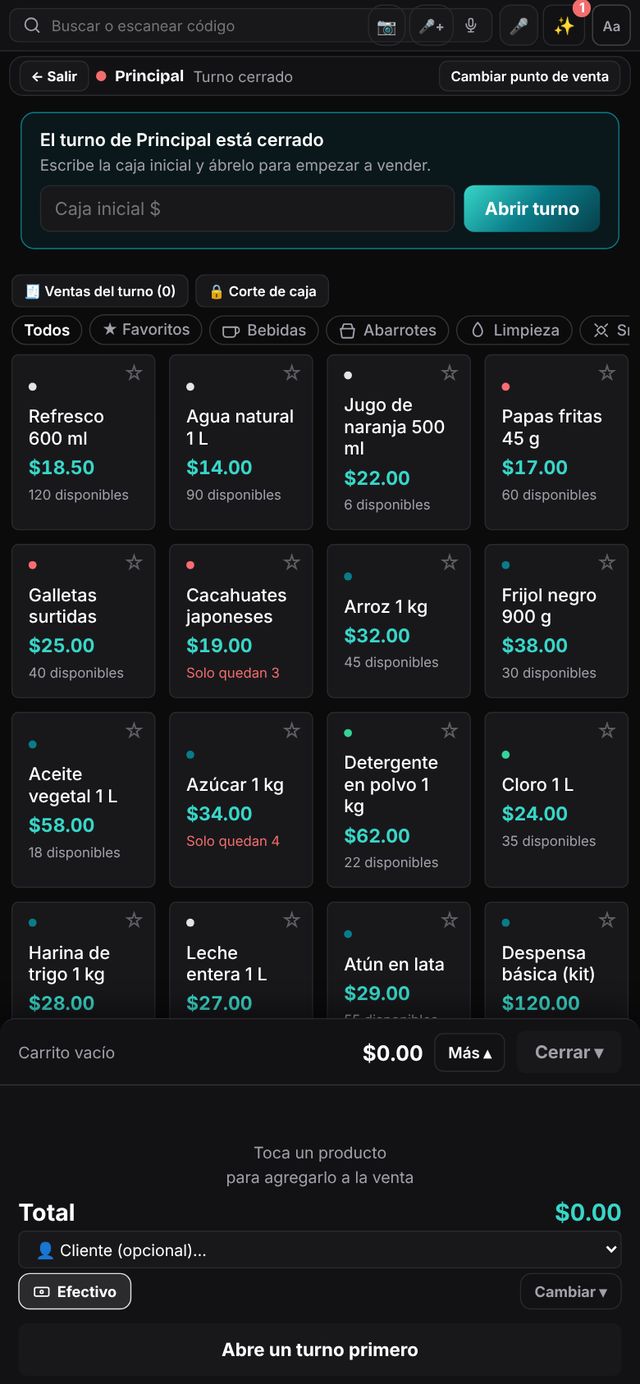 Buscar o escanear código
+
1
Aa
← Salir
Principal
Turno cerrado
Cambiar punto de venta
El turno de Principal está cerrado
Escribe la caja inicial y ábrelo para empezar a vender.
Caja inicial $
Abrir turno
Ventas del turno (0)
Corte de caja
Todos
★ Favoritos
Bebidas
Abarrotes
Limpieza
Refresco
600 ml
$18.50
120 disponibles
Agua natural
1 L
$14.00
90 disponibles
Jugo de
naranja 500
ml
$22.00
6 disponibles
Papas fritas
45 g
$17.00
60 disponibles
Galletas
surtidas
$25.00
40 disponibles
Cacahuates
japoneses
$19.00
Solo quedan 3
Arroz 1 kg
$32.00
45 disponibles
Frijol negro
900 g
$38.00
30 disponibles
Aceite
vegetal 1 L
$58.00
18 disponibles
Azúcar 1 kg
$34.00
Solo quedan 4
Detergente
en polvo 1
kg
$62.00
22 disponibles
Cloro 1 L
$24.00
35 disponibles
Harina de
trigo 1 kg
$28.00
Leche
entera 1 L
$27.00
Atún en lata
$29.00
Despensa
básica (kit)
$120.00
Carrito vacío
$0.00
Más ▴
Cerrar ▾
Toca un producto
para agregarlo a la venta
Total
$0.00
Cliente (opcional)...
Efectivo
Cambiar ▾
Abre un turno primero